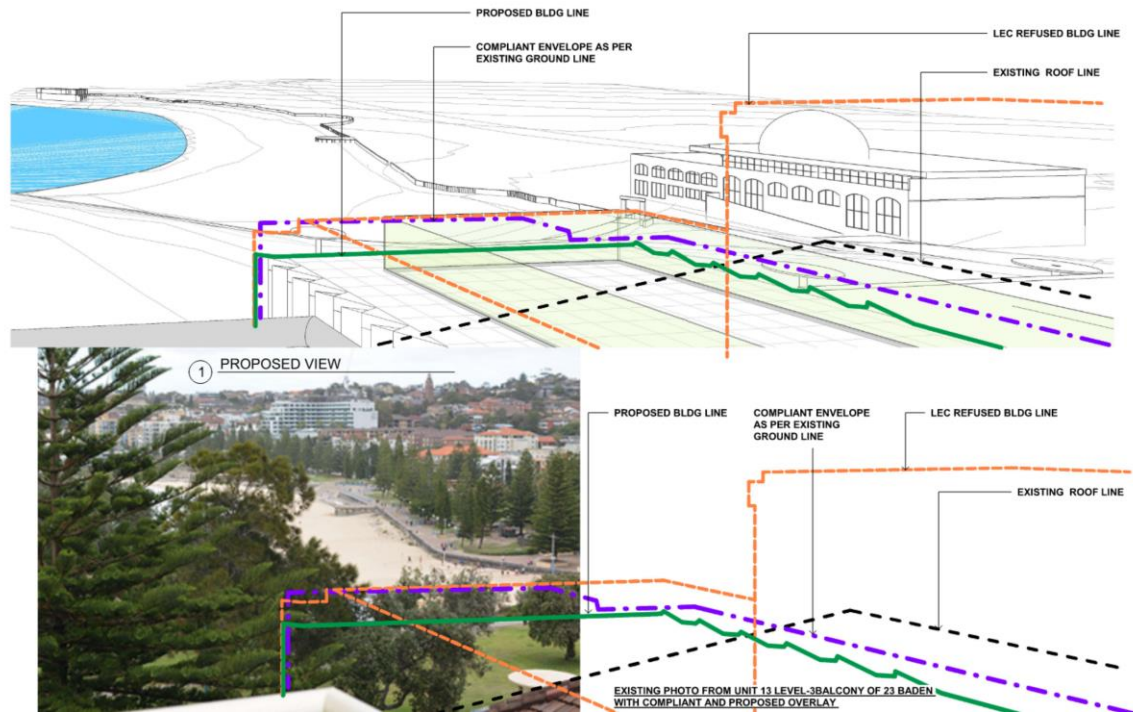 PROPOSED BLDG LINE
COMPLIANT ENVELOPE AS PER
EXISTING GROUND LINE
LEC REFUSED BLDG LINE
EXISTING ROOF LINE
1 PROPOSED VIEW
PROPOSED BLDG LINE
COMPLIANT ENVELOPE
AS PER EXISTING
GROUND LINE
LEC REFUSED BLDG LINE
EXISTING ROOF LINE
EXISTING PHOTO FROM UNIT 13 LEVEL-3BALCONY OF 23 BADEN
WITH COMPLIANT AND PROPOSED OVERLAY